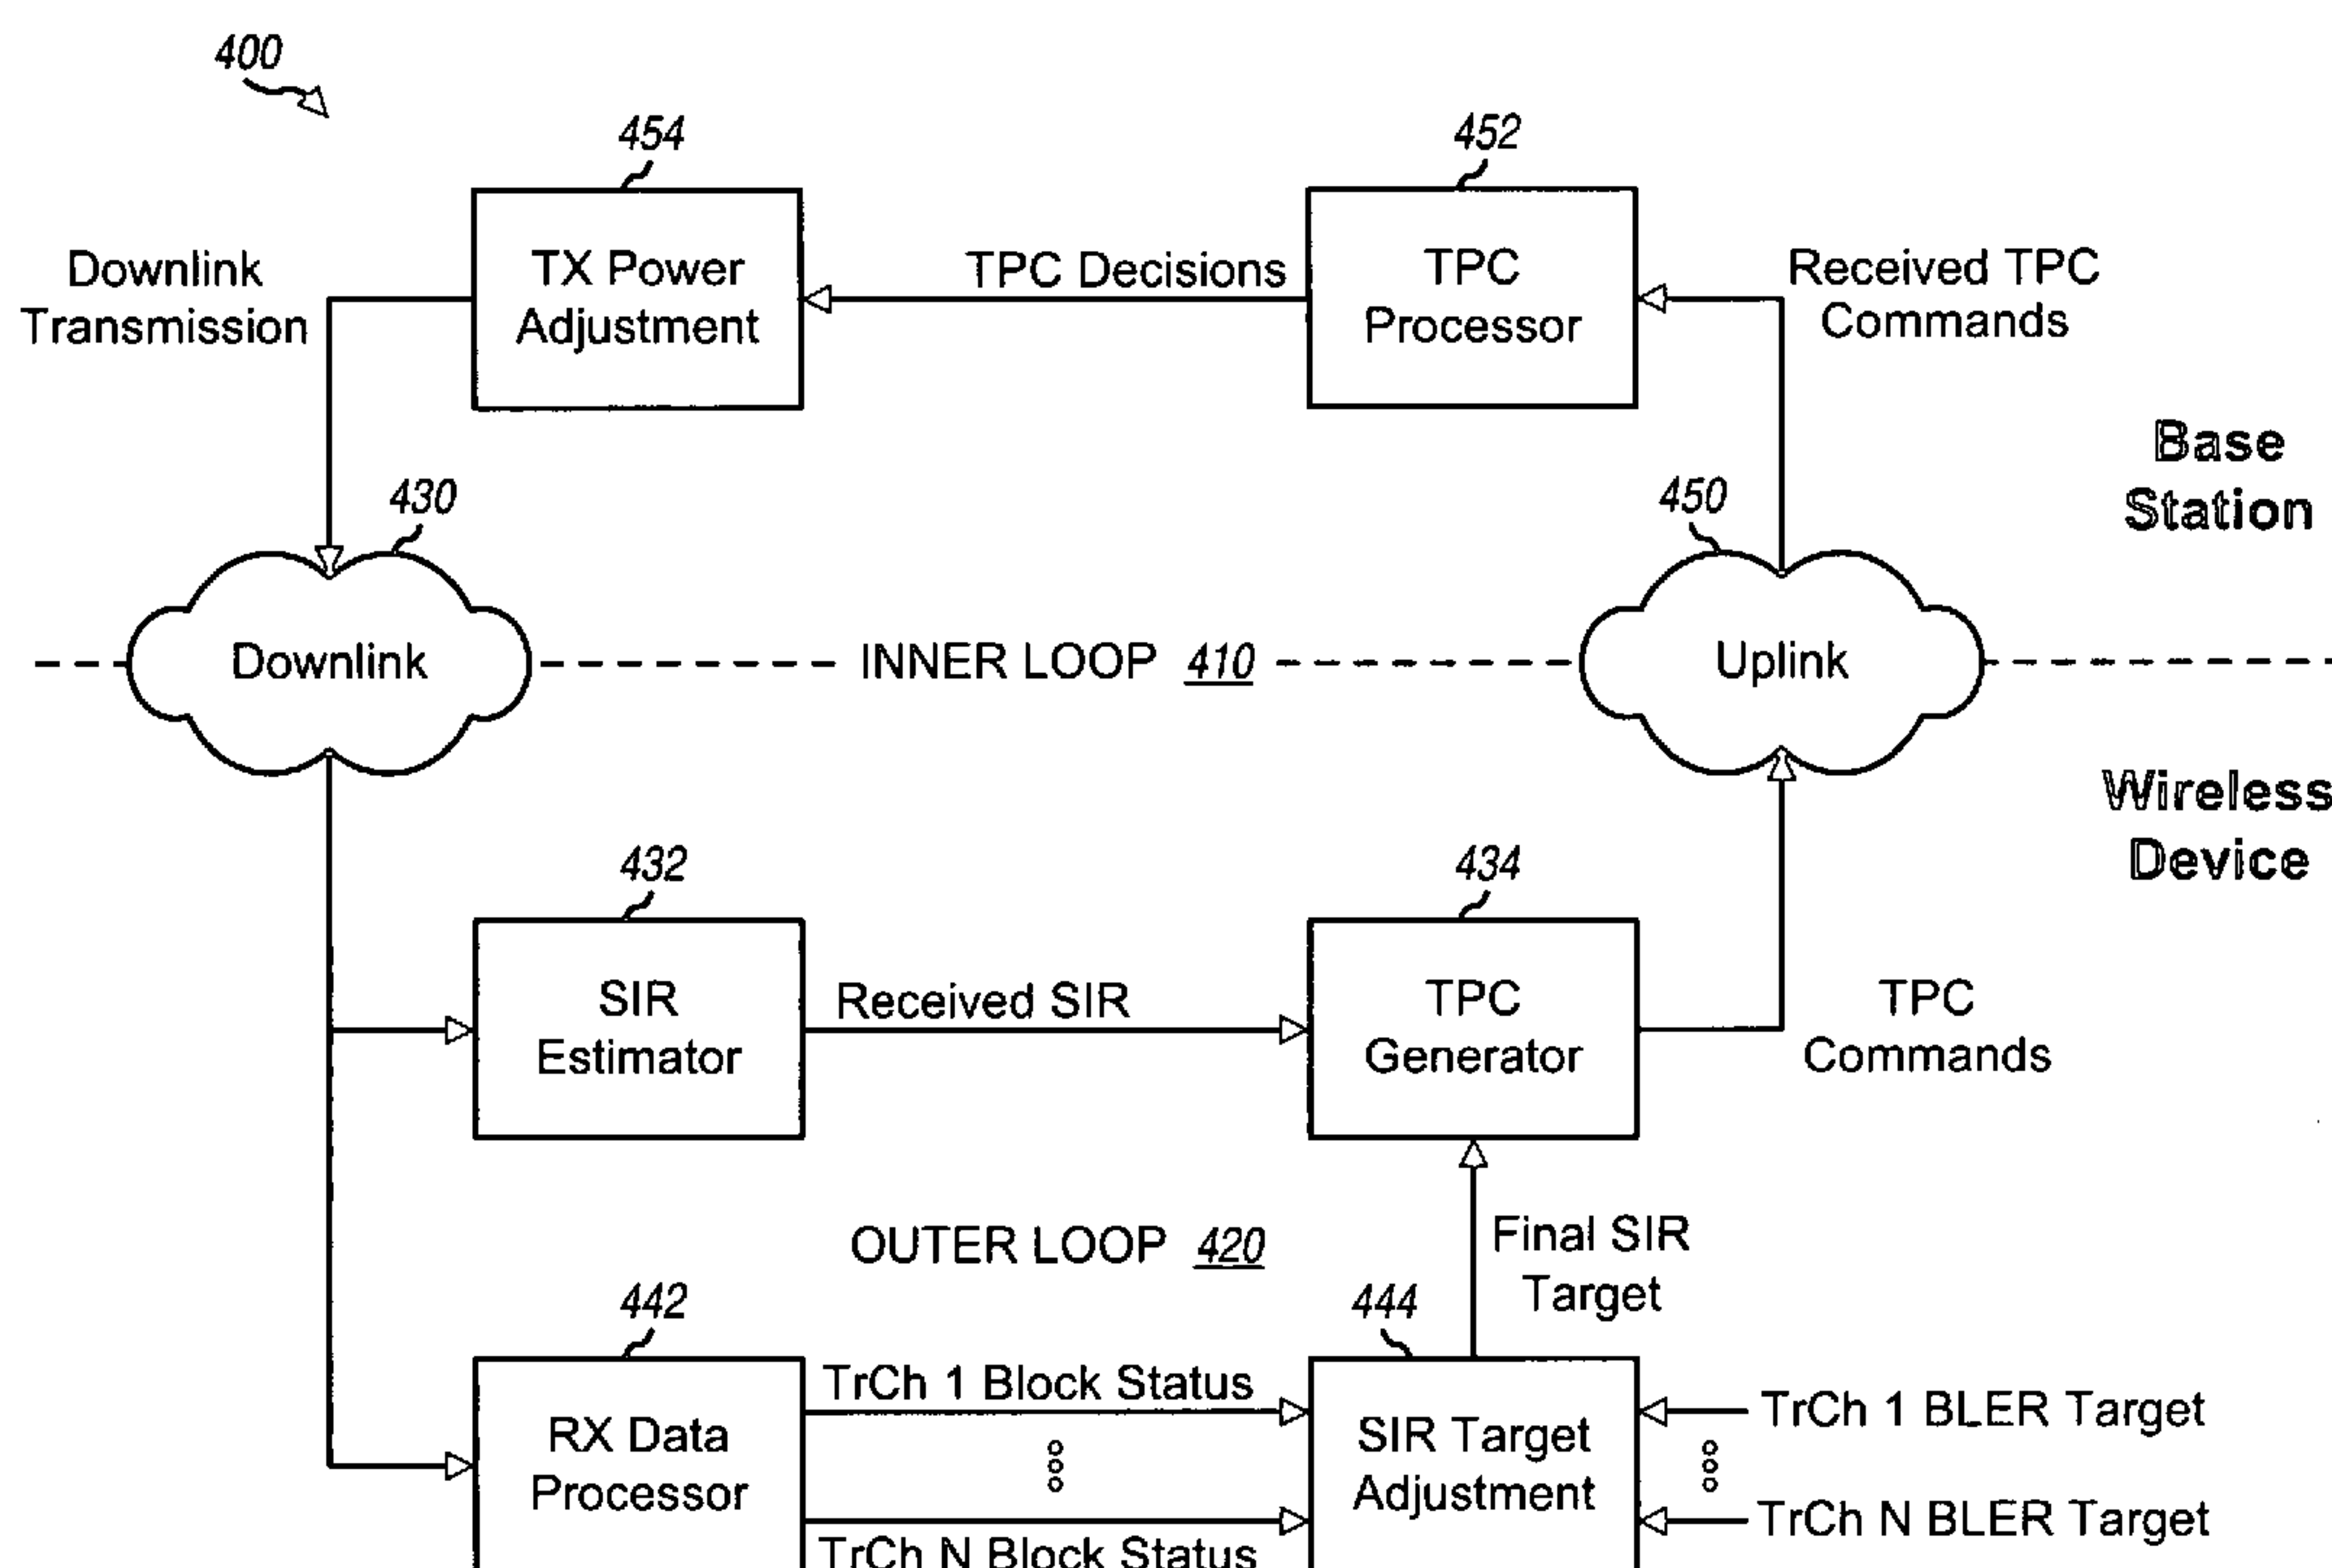 400
454
452
Downlink
Transmission
TX Power
Adjustment
TPC Decisions
TPC
Processor
Received TPC
Commands
Base
Station
430
450
Downlink
INNER LOOP 410
Uplink
Wireless
Device
432
434
SIR
Estimator
Received SIR
TPC
Generator
TPC
Commands
OUTER LOOP 420
Final SIR
Target
442
444
RX Data
Processor
TrCh 1 Block Status
TrCh N Block Status
SIR Target
Adjustment
TrCh 1 BLER Target
TrCh N BLER Target